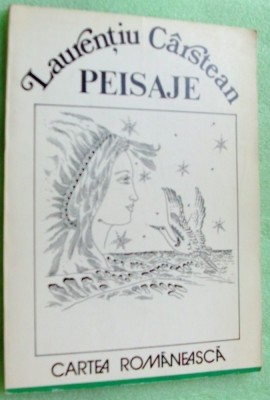 Laurențiu Cârstean
PEISAJE
CARTEA ROMÂNEASCĂ